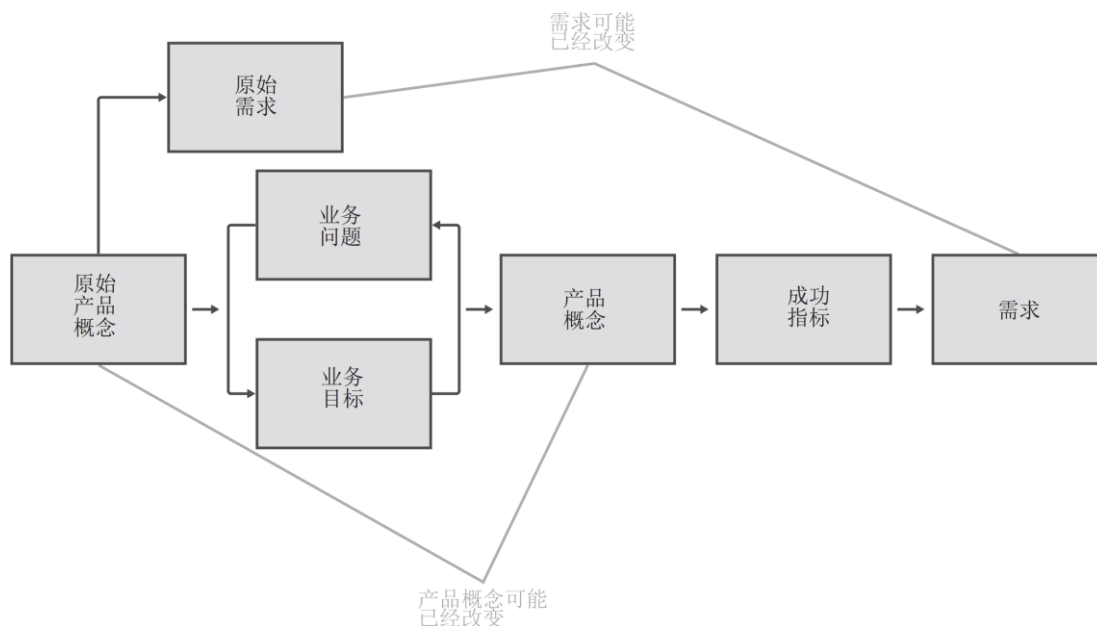 需求可能
已经改变
原始
需求
业务
问题
原始
产品
概念
产品
概念
成功
指标
需求
业务
目标
产品概念可能
已经改变